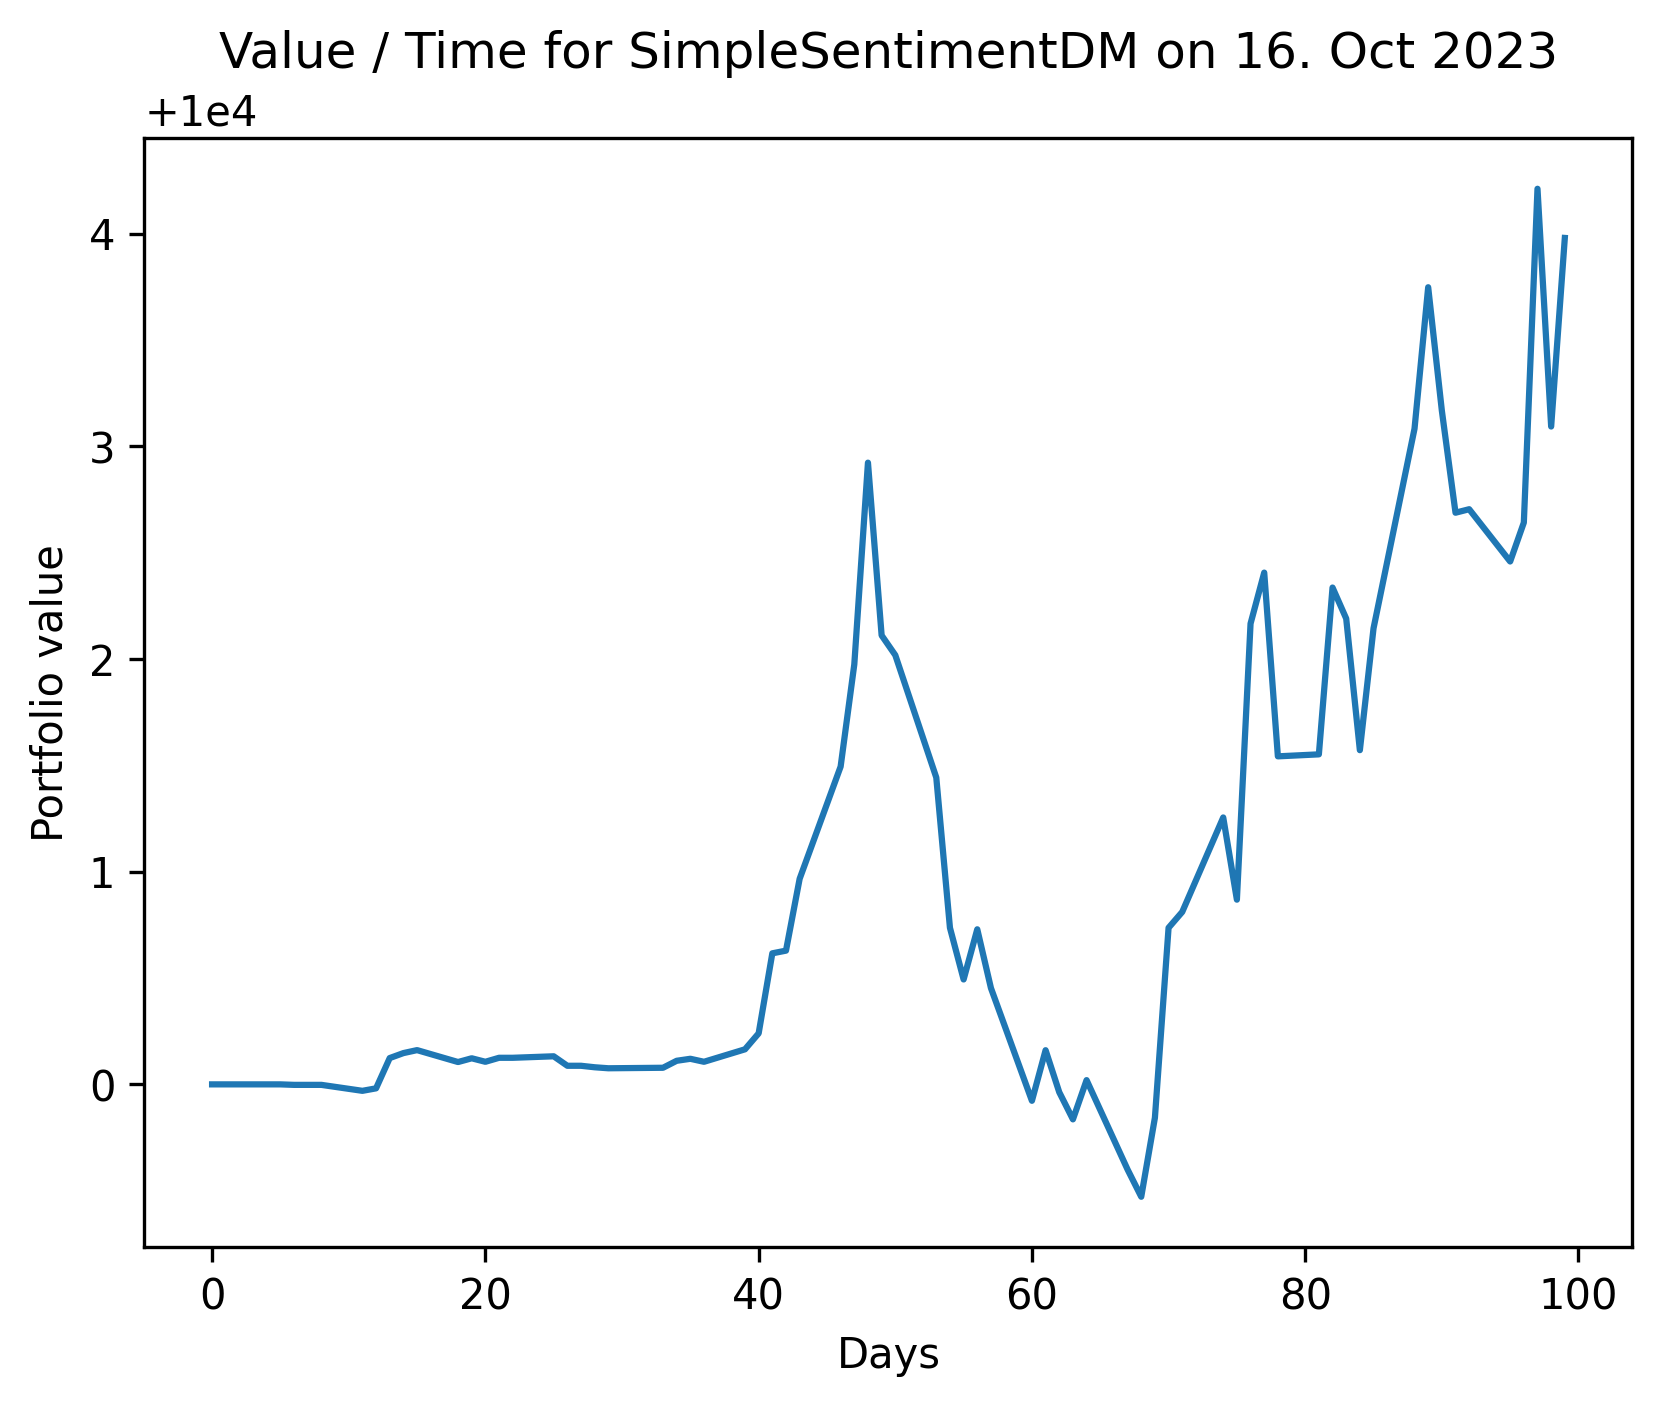 Value / Time for SimpleSentimentDM on 16. Oct 2023
+1e4
4
3
2
1
0
Portfolio value
0 20 40 60 80 100
Days